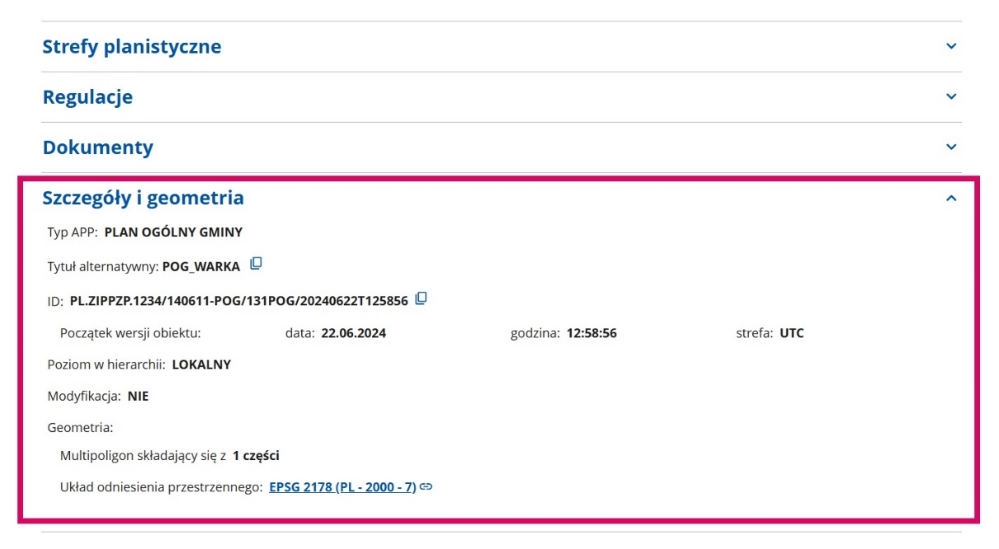 Strefy planistyczne
Regulacje
Dokumenty
Szczegóły i geometria
Typ APP: PLAN OGÓLNY GMINY
Tytuł alternatywny: POG_WARKA
ID: PL.ZIPPZP.1234/140611-POG/131POG/20240622T125856
Początek wersji obiektu: data: 22.06.2024 godzina: 12:58:56 strefa: UTC
Poziom w hierarchii: LOKALNY
Modyfikacja: NIE
Geometria:
Multipoligon składający się z 1 części
Układ odniesienia przestrzennego: EPSG 2178 (PL - 2000 - 7)